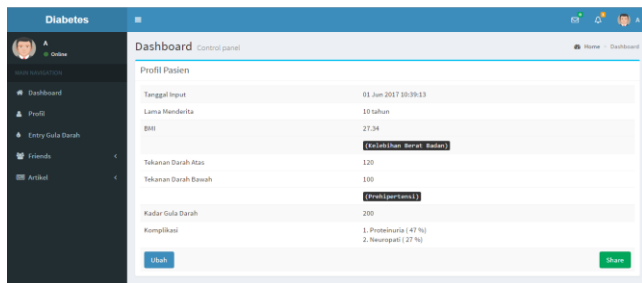 Diabetes
A
A
Online
Dashboard Control panel
Home > Dashboard
MAIN NAVIGATION
Dashboard
Profil
Entry Gula Darah
Friends
Artikel
Profil Pasien
Tanggal Input 01 Jun 2017 10:39:13
Lama Menderita 10 tahun
BMI 27.34
(Kelebihan Berat Badan)
Tekanan Darah Atas 120
Tekanan Darah Bawah 100
(Prehipertensi)
Kadar Gula Darah 200
Komplikasi 1. Proteinuria ( 47 %)
2. Neuropati ( 27 %)
Ubah
Share